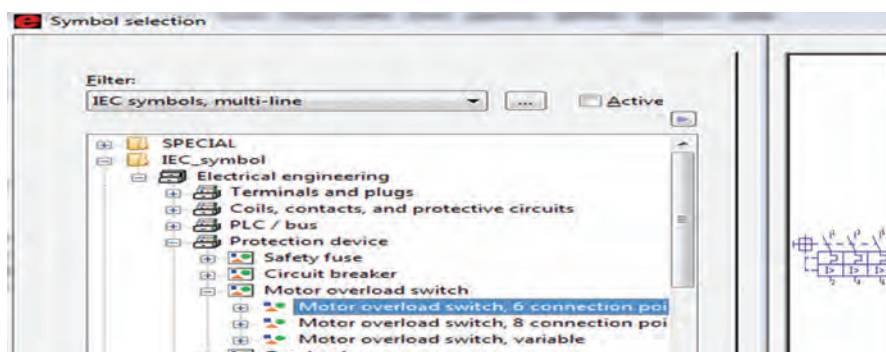 Symbol selection
Filter:
IEC symbols, multi-line
...
Active
SPECIAL
IEC_symbol
Electrical engineering
Terminals and plugs
Coils, contacts, and protective circuits
PLC / bus
Protection device
Safety fuse
Circuit breaker
Motor overload switch
Motor overload switch, 6 connection poi
Motor overload switch, 8 connection poi
Motor overload switch, variable